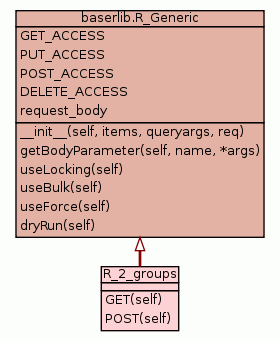 baserlib.R_Generic
GET_ACCESS
PUT_ACCESS
POST_ACCESS
DELETE_ACCESS
request_body
__init__(self, items, queryargs, req)
getBodyParameter(self, name, *args)
useLocking(self)
useBulk(self)
useForce(self)
dryRun(self)
R_2_groups
GET(self)
POST(self)